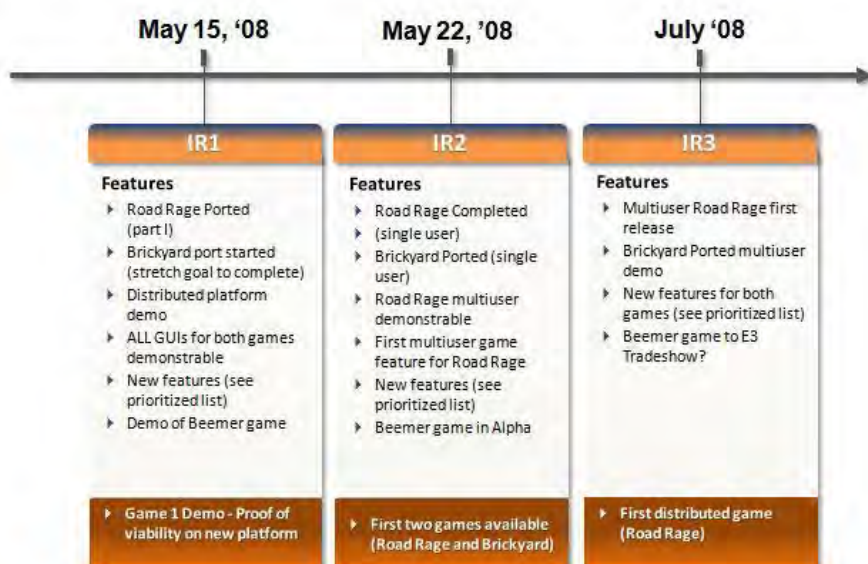 May 15, ‘08
May 22, ’08
July ‘08
IR1
Features
Road Rage Ported
(part I)
Brickyard port started
(stretch goal to complete)
Distributed platform
demo
ALL GUIs for both games
demonstrable
New features (see
prioritized list)
Demo of Beemer game
Game 1 Demo - Proof of
viability on new platform
IR2
Features
Road Rage Completed
(single user)
Brickyard Ported (single
user)
Road Rage multiuser
demonstrable
First multiuser game
feature for Road Rage
New features (see
prioritized list)
Beemer game in Alpha
First two games available
(Road Rage and Brickyard)
IR3
Features
Multiuser Road Rage first
release
Brickyard Ported multiuser
demo
New features for both
games (see prioritized list)
Beemer game to E3
Tradeshow?
First distributed game
(Road Rage)